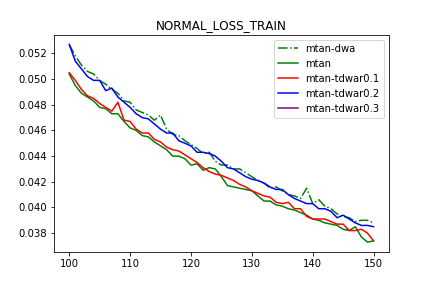 NORMAL_LOSS_TRAIN
mtan-dwa
mtan
mtan-tdwar0.1
mtan-tdwar0.2
mtan-tdwar0.3
0.052
0.050
0.048
0.046
0.044
0.042
0.040
0.038
100 110 120 130 140 150